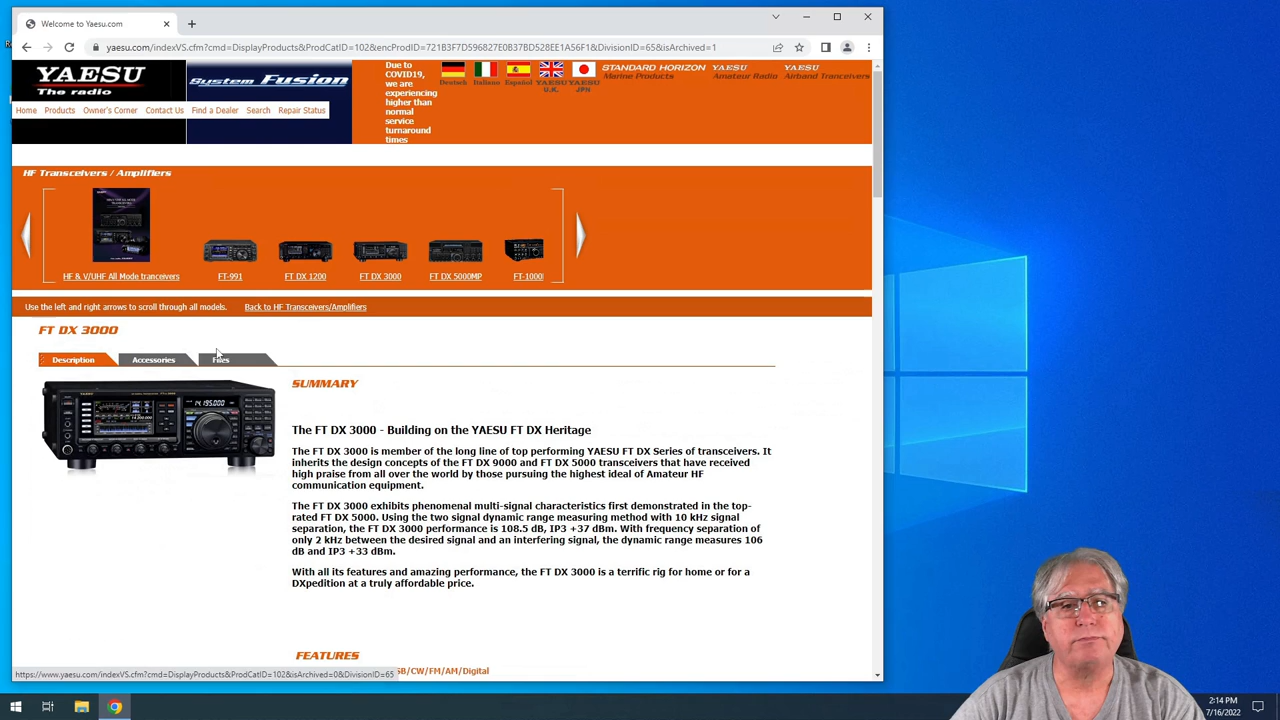 Welcome to Yaesu.com
yaesu.com/indexVS.cfm?cmd=DisplayProducts&ProdCatID=102&encProdID=721B3F7D596827E0B37BD528EE1A56F1&DivisionID=65&isArchived=1
YAESU
The radio
System Fusion
Due to
COVID19,
we are
experiencing
higher than
normal
service
turnaround
times
Deutsch
Italiano
Español
YAESU
U.K.
YAESU
JPN
STANDARD HORIZON
Marine Products
YAESU
Amateur Radio
YAESU
Airband Tranceivers
Home Products Owner's Corner Contact Us Find a Dealer Search Repair Status
HF Transceivers / Amplifiers
HF & V/UHF All Mode tranceivers FT-991 FT DX 1200 FT DX 3000 FT DX 5000MP FT-1000
Use the left and right arrows to scroll through all models. Back to HF Transceivers/Amplifiers
FT DX 3000
Description Accessories Files
SUMMARY
The FT DX 3000 - Building on the YAESU FT DX Heritage
The FT DX 3000 is member of the long line of top performing YAESU FT DX Series of transceivers. It
inherits the design concepts of the FT DX 9000 and FT DX 5000 transceivers that have received
high praise from all over the world by those pursuing the highest ideal of Amateur HF
communication equipment.
The FT DX 3000 exhibits phenomenal multi-signal characteristics first demonstrated in the top-
rated FT DX 5000. Using the two signal dynamic range measuring method with 10 kHz signal
separation, the FT DX 3000 performance is 108.5 dB, IP3 +37 dBm. With frequency separation of
only 2 kHz between the desired signal and an interfering signal, the dynamic range measures 106
dB and IP3 +33 dBm.
With all its features and amazing performance, the FT DX 3000 is a terrific rig for home or for a
DXpedition at a truly affordable price.
FEATURES
SB/CW/FM/AM/Digital
https://www.yaesu.com/indexVS.cfm?cmd=DisplayProducts&ProdCatID=102&isArchived=0&DivisionID=65
2:14 PM
7/16/2022